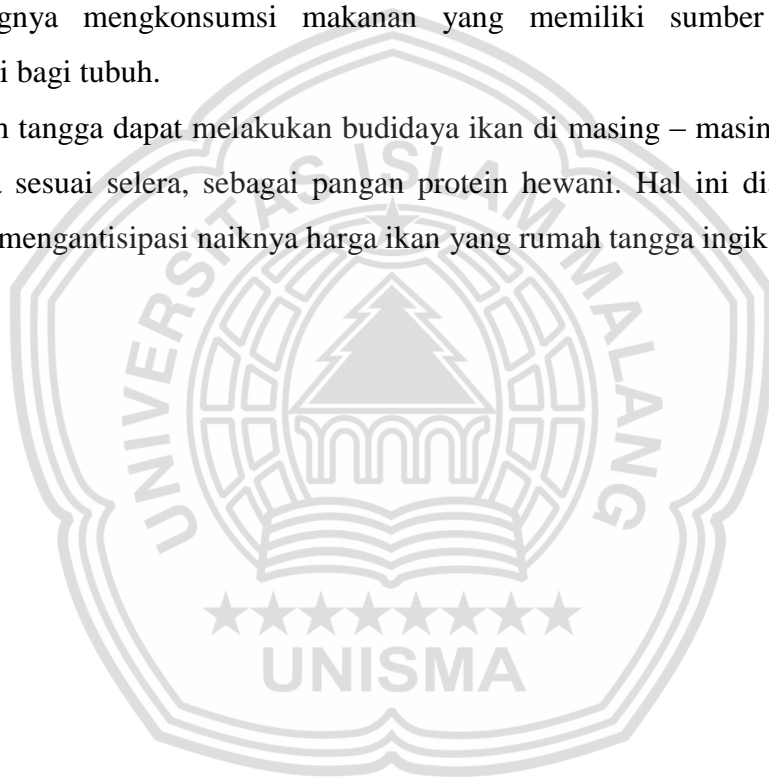 gnya mengkonsumsi makanan yang memiliki sumber
i bagi tubuh.
tangga dapat melakukan budidaya ikan di masing – masin
sesuai selera, sebagai pangan protein hewani. Hal ini di
mengantisipasi naiknya harga ikan yang rumah tangga ingik
UNIVERSITAS ISLAM MALANG
UNISMA